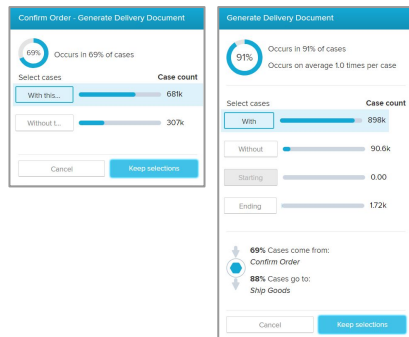 Confirm Order - Generate Delivery Document
69%
Occurs in 69% of cases
Select cases Case count
With this... 681k
Without t... 307k
Cancel Keep selections
Generate Delivery Document
91%
Occurs in 91% of cases
Occurs on average 1.0 times per case
Select cases Case count
With 898k
Without 90.6k
Starting 0.00
Ending 1.72k
69% Cases come from:
Confirm Order
88% Cases go to:
Ship Goods
Cancel Keep selections